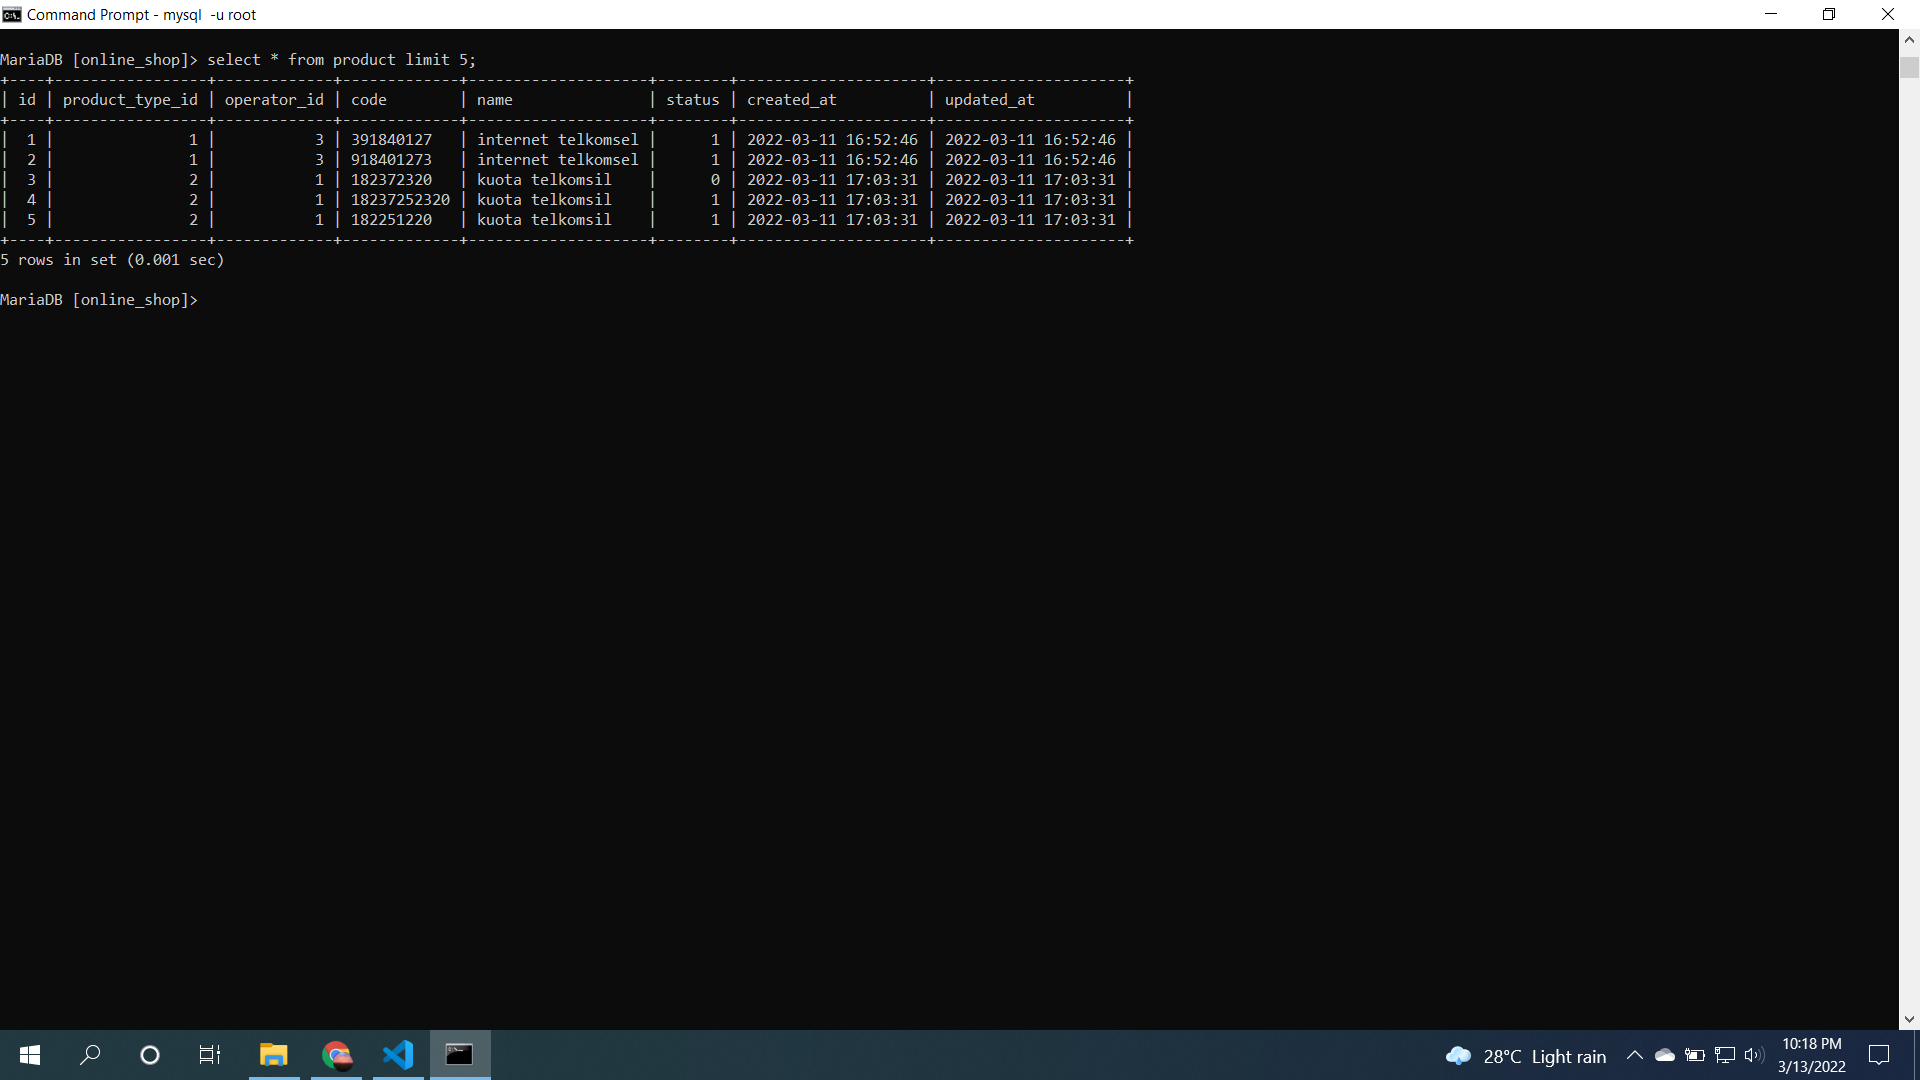 Command Prompt - mysql  -u root
MariaDB [online_shop]> select * from product limit 5;
+----+-----------------+-------------+-------------+--------------------+--------+---------------------+---------------------+
| id | product_type_id | operator_id | code        | name               | status | created_at          | updated_at          |
+----+-----------------+-------------+-------------+--------------------+--------+---------------------+---------------------+
|  1 |               1 |           3 | 391840127   | internet telkomsel |      1 | 2022-03-11 16:52:46 | 2022-03-11 16:52:46 |
|  2 |               1 |           3 | 918401273   | internet telkomsel |      1 | 2022-03-11 16:52:46 | 2022-03-11 16:52:46 |
|  3 |               2 |           1 | 182372320   | kuota telkomsil    |      0 | 2022-03-11 17:03:31 | 2022-03-11 17:03:31 |
|  4 |               2 |           1 | 18237252320 | kuota telkomsil    |      1 | 2022-03-11 17:03:31 | 2022-03-11 17:03:31 |
|  5 |               2 |           1 | 182251220   | kuota telkomsil    |      1 | 2022-03-11 17:03:31 | 2022-03-11 17:03:31 |
+----+-----------------+-------------+-------------+--------------------+--------+---------------------+---------------------+
5 rows in set (0.001 sec)
MariaDB [online_shop]>
28°C Light rain
10:18 PM
3/13/2022